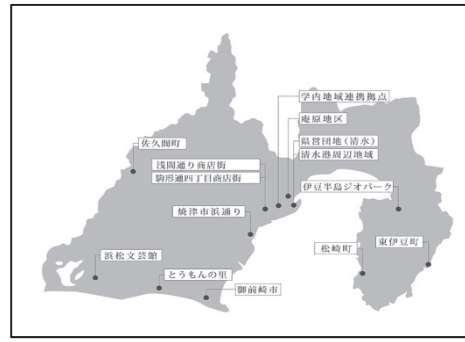 学内地域連携拠点
庵原地区
県営団地(清水)
清水港周辺地域
佐久間町
浅間通り商店街
駒形通四丁目商店街
伊豆半島ジオパーク
焼津市浜通り
松崎町
東伊豆町
浜松文芸館
とうもんの里
御前崎市